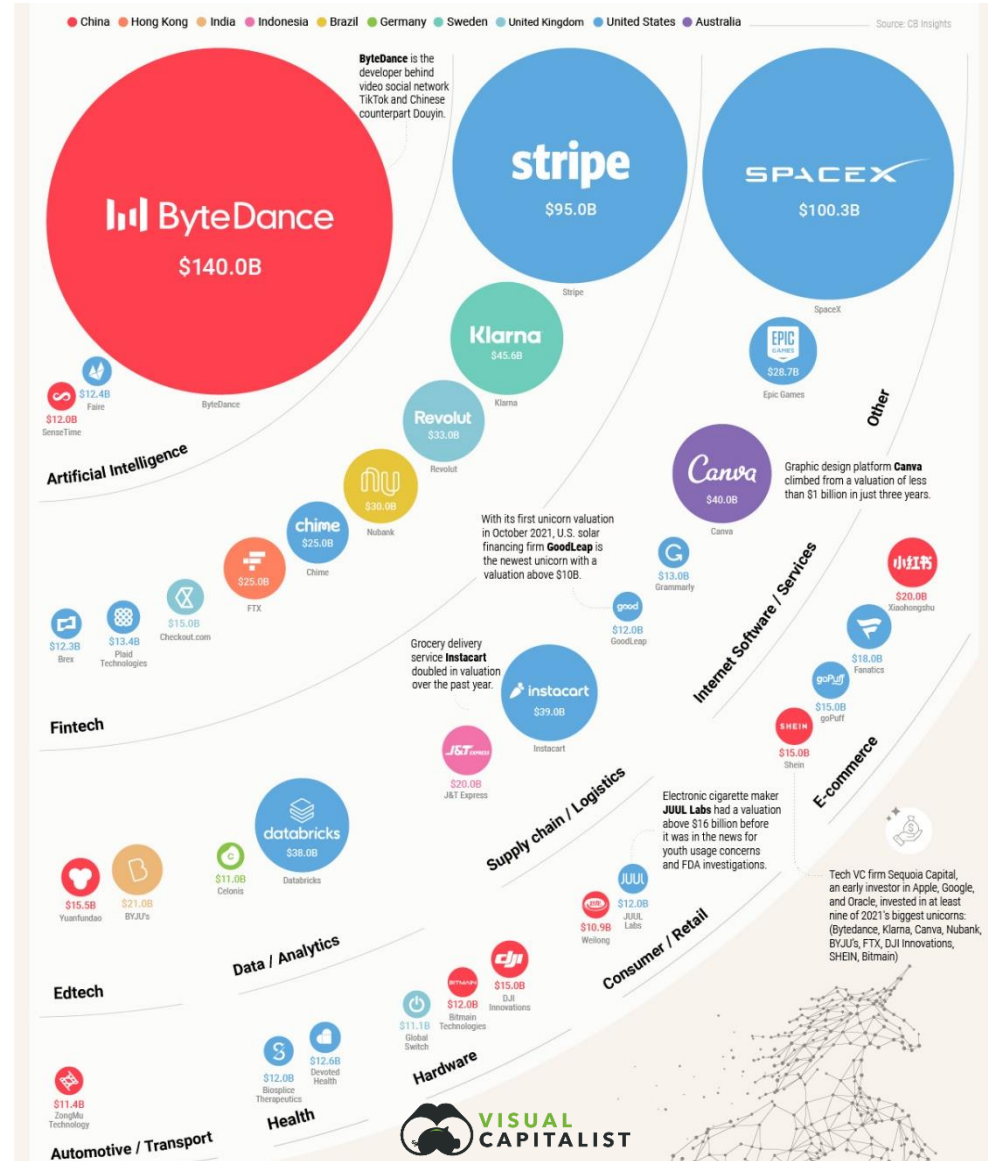 China Hong Kong India Indonesia Brazil Germany Sweden United Kingdom United States Australia
Source: CB Insights
ByteDance is the
developer behind
video social network
TikTok and Chinese
counterpart Douyin.
ByteDance
$140.0B
ByteDance
$12.4B
Faire
$12.0B
SenseTime
Artificial Intelligence
stripe
$95.0B
Stripe
Klarna
$45.6B
Klarna
Revolut
$33.0B
Revolut
nu
$30.0B
Nubank
chime
$25.0B
Chime
$25.0B
FTX
$15.0B
Checkout.com
$13.4B
Plaid
Technologies
$12.3B
Brex
Fintech
SPACEX
$100.3B
SpaceX
EPIC
GAMES
$28.7B
Epic Games
Other
Canva
$40.0B
Canva
Graphic design platform Canva
climbed from a valuation of less
than $1 billion in just three years.
G
$13.0B
Grammarly
With its first unicorn valuation
in October 2021, U.S. solar
financing firm GoodLeap is
the newest unicorn with a
valuation above $10B.
good
$12.0B
GoodLeap
Internet Software / Services
小红书
$20.0B
Xiaohongshu
$18.0B
Fanatics
goPuff
$15.0B
goPuff
SHEIN
$15.0B
Shein
E-commerce
Grocery delivery
service Instacart
doubled in valuation
over the past year.
instacart
$39.0B
Instacart
J&T EXPRESS
$20.0B
J&T Express
Supply chain / Logistics
databricks
$38.0B
Databricks
C
$11.0B
Celonis
Data / Analytics
$15.5B
Yuanfundao
B
$21.0B
BYJU's
Edtech
Electronic cigarette maker
JUUL Labs had a valuation
above $16 billion before
it was in the news for
youth usage concerns
and FDA investigations.
JUUL
$12.0B
JUUL
Labs
$10.9B
Weilong
Consumer / Retail
dji
$15.0B
DJI
Innovations
BITMAIN
$12.0B
Bitmain
Technologies
$11.1B
Global
Switch
Hardware
$12.6B
Devoted
Health
S
$12.0B
Biosplice
Therapeutics
Health
$11.4B
ZongMu
Technology
Automotive / Transport
Tech VC firm Sequoia Capital,
an early investor in Apple, Google,
and Oracle, invested in at least
nine of 2021's biggest unicorns:
(Bytedance, Klarna, Canva, Nubank,
BYJU's, FTX, DJI Innovations,
SHEIN, Bitmain)
VISUAL
CAPITALIST